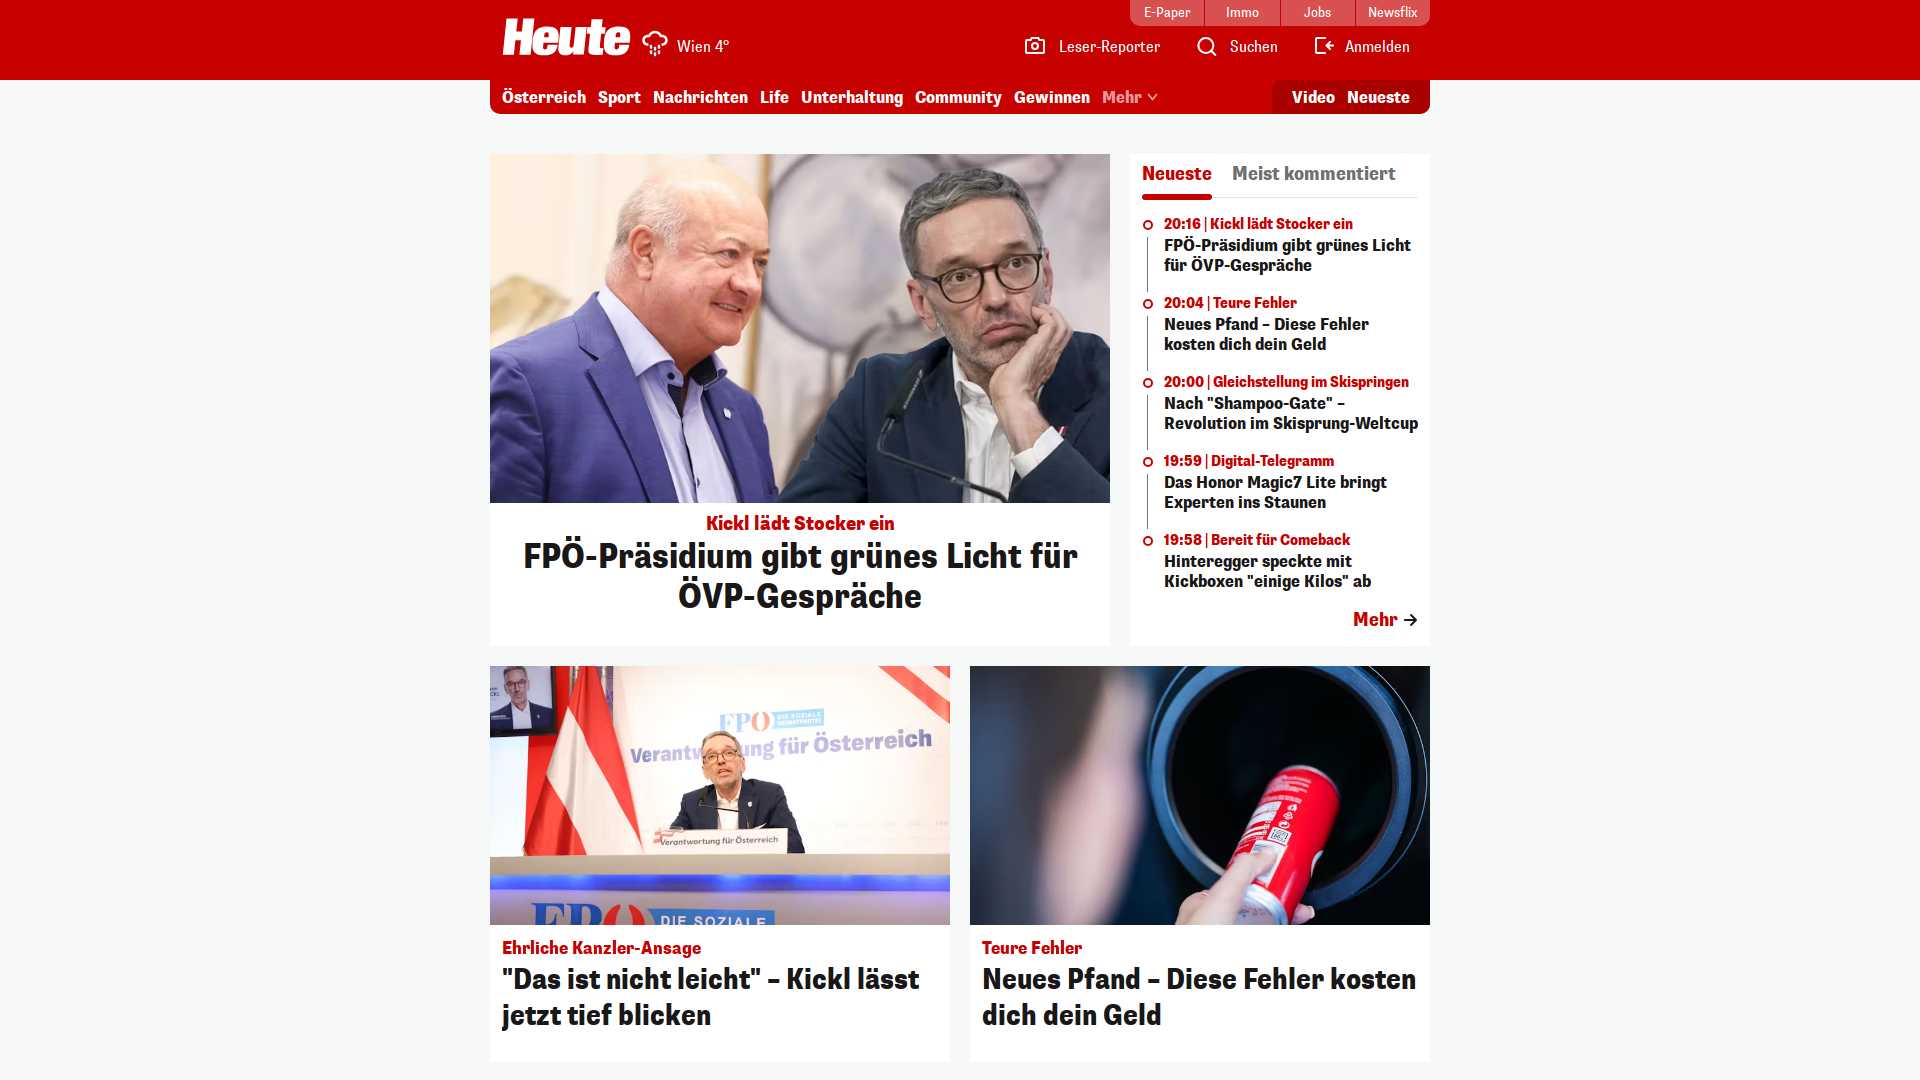 E-Paper
Immo
Jobs
Newsflix
Heute
Wien 4°
Leser-Reporter
Suchen
Anmelden
Österreich
Sport
Nachrichten
Life
Unterhaltung
Community
Gewinnen
Mehr
Video
Neueste
Kickl lädt Stocker ein
FPÖ-Präsidium gibt grünes Licht für
ÖVP-Gespräche
Neueste
Meist kommentiert
20:16 | Kickl lädt Stocker ein
FPÖ-Präsidium gibt grünes Licht
für ÖVP-Gespräche
20:04 | Teure Fehler
Neues Pfand – Diese Fehler
kosten dich dein Geld
20:00 | Gleichstellung im Skispringen
Nach "Shampoo-Gate" –
Revolution im Skisprung-Weltcup
19:59 | Digital-Telegramm
Das Honor Magic7 Lite bringt
Experten ins Staunen
19:58 | Bereit für Comeback
Hinteregger speckte mit
Kickboxen "einige Kilos" ab
Mehr
FPÖ
DIE SOZIALE
HEIMATPARTEI
Verantwortung für Österreich
Verantwortung für Österreich
FPÖ
DIE SOZIALE
Ehrliche Kanzler-Ansage
"Das ist nicht leicht" – Kickl lässt
jetzt tief blicken
Teure Fehler
Neues Pfand – Diese Fehler kosten
dich dein Geld